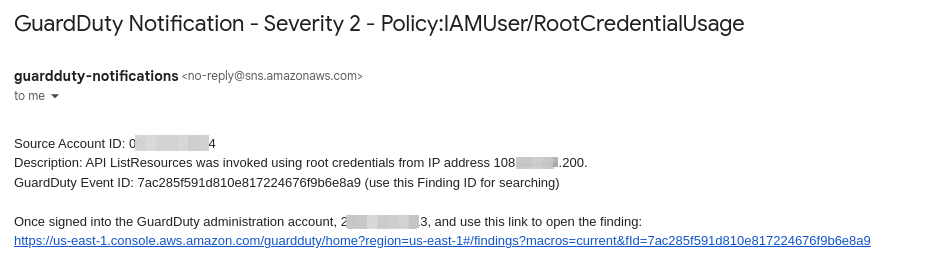 GuardDuty Notification - Severity 2 - Policy:IAMUser/RootCredentialUsage
guardduty-notifications <no-reply@sns.amazonaws.com>
to me
Source Account ID: 0 4
Description: API ListResources was invoked using root credentials from IP address 108 .200.
GuardDuty Event ID: 7ac285f591d810e817224676f9b6e8a9 (use this Finding ID for searching)
Once signed into the GuardDuty administration account, 2 3, and use this link to open the finding:
https://us-east-1.console.aws.amazon.com/guardduty/home?region=us-east-1#/findings?macros=current&fId=7ac285f591d810e817224676f9b6e8a9